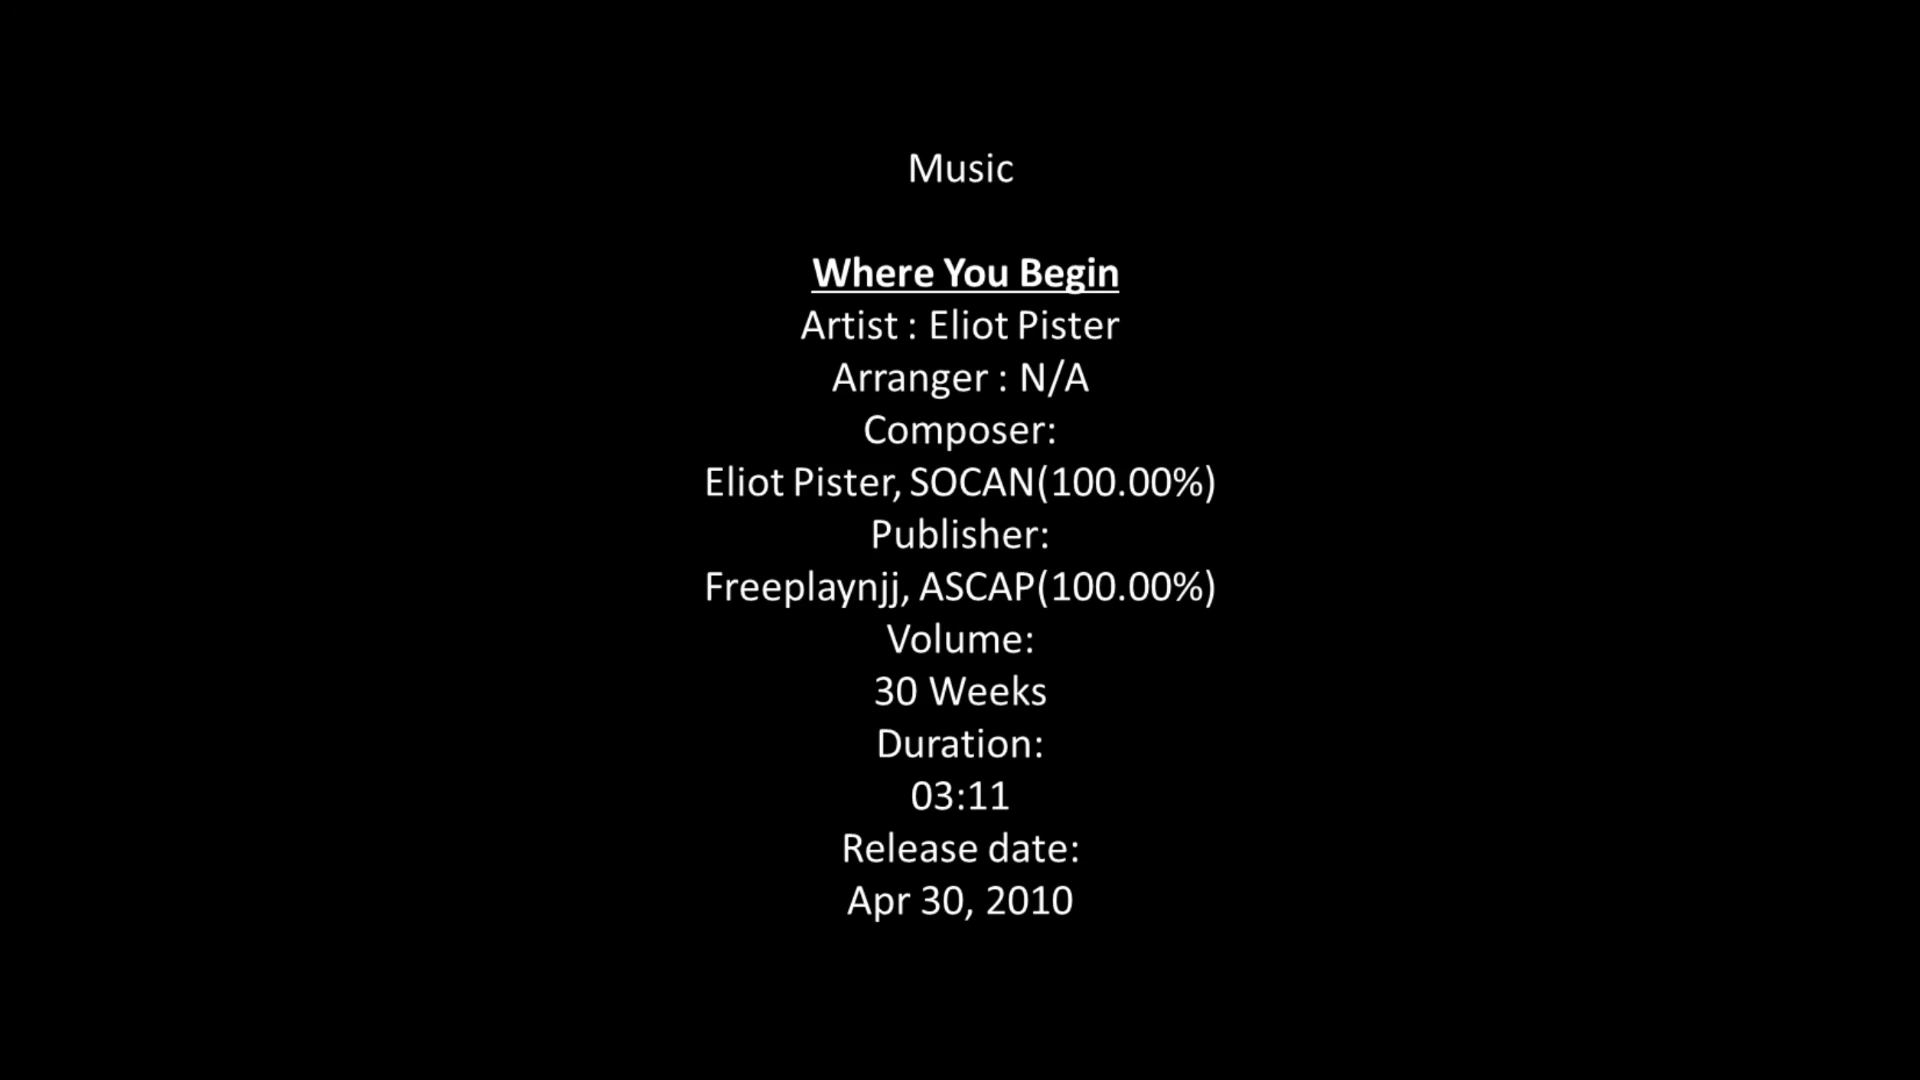 Music
Where You Begin
Artist : Eliot Pister
Arranger : N/A
Composer:
Eliot Pister, SOCAN(100.00%)
Publisher:
Freeplaynjj, ASCAP(100.00%)
Volume:
30 Weeks
Duration:
03:11
Release date:
Apr 30, 2010